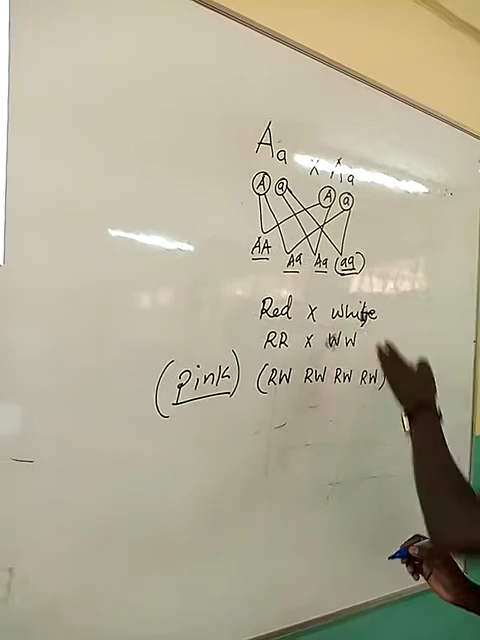 Aa x Aa
A a A a
AA Aa Aa (aa)
Red x white
RR x WW
(pink) (RW RW RW RW)